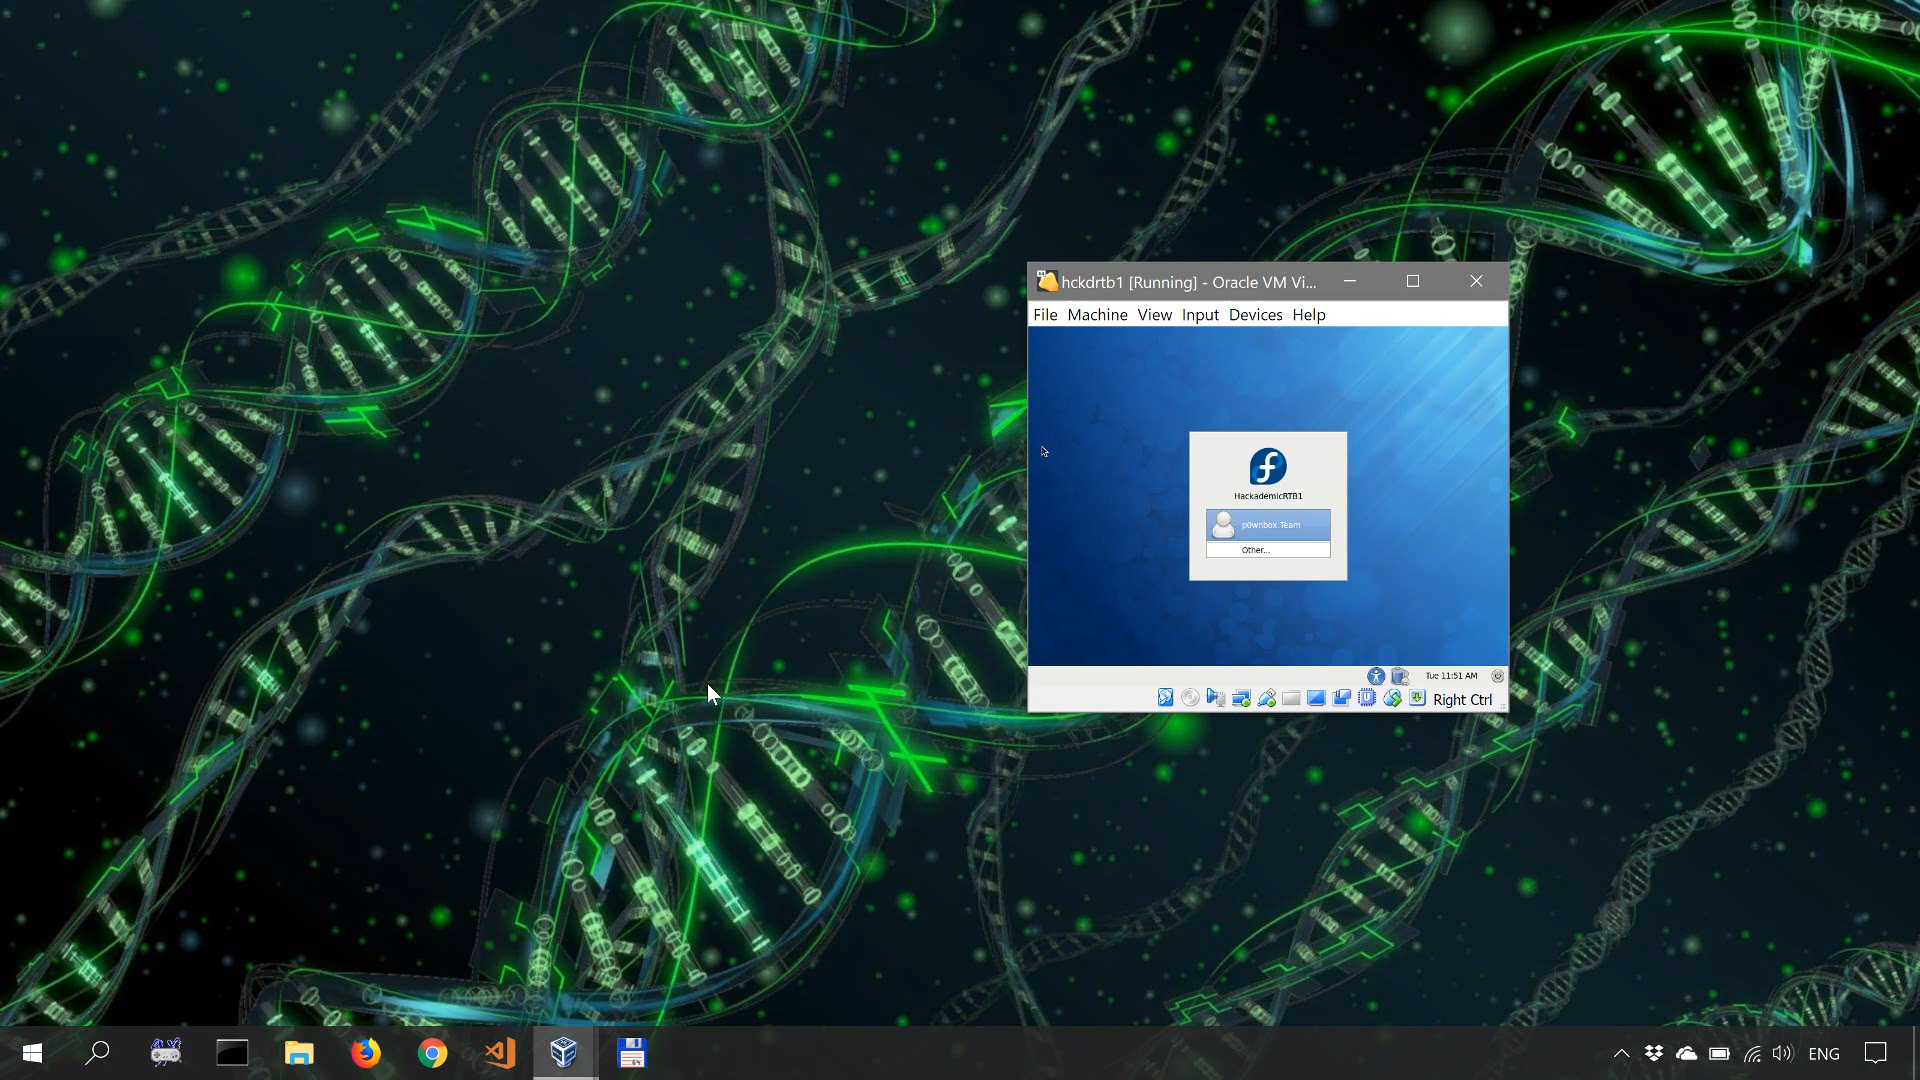 hckdrtb1 [Running] - Oracle VM Vi...
File Machine View Input Devices Help
HackademicRTB1
p0wnbox.Team
Other...
Tue 11:51 AM
Right Ctrl
64
ENG